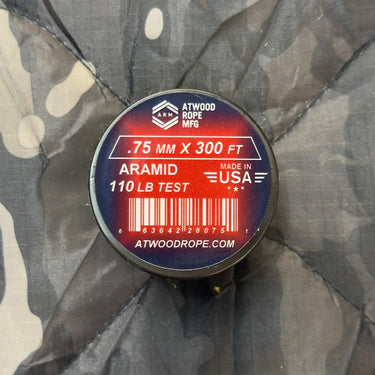 ARM
ATWOOD
ROPE
MFG
.75 MM X 300 FT
ARAMID
110 LB TEST
MADE IN
USA
6 63642 28075 1
ATWOODROPE.COM